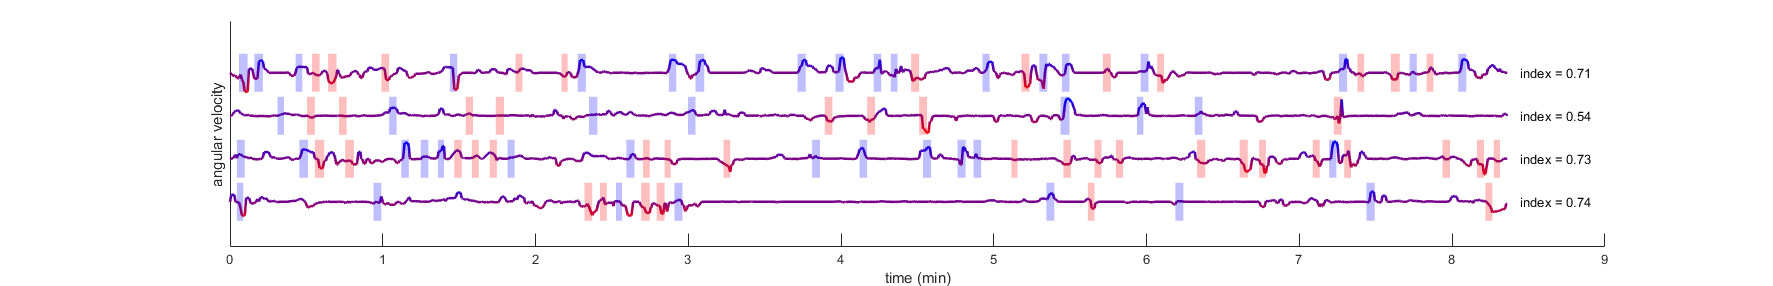 index = 0.71
index = 0.54
index = 0.73
index = 0.74
angular velocity
0 1 2 3 4 5 6 7 8 9
time (min)